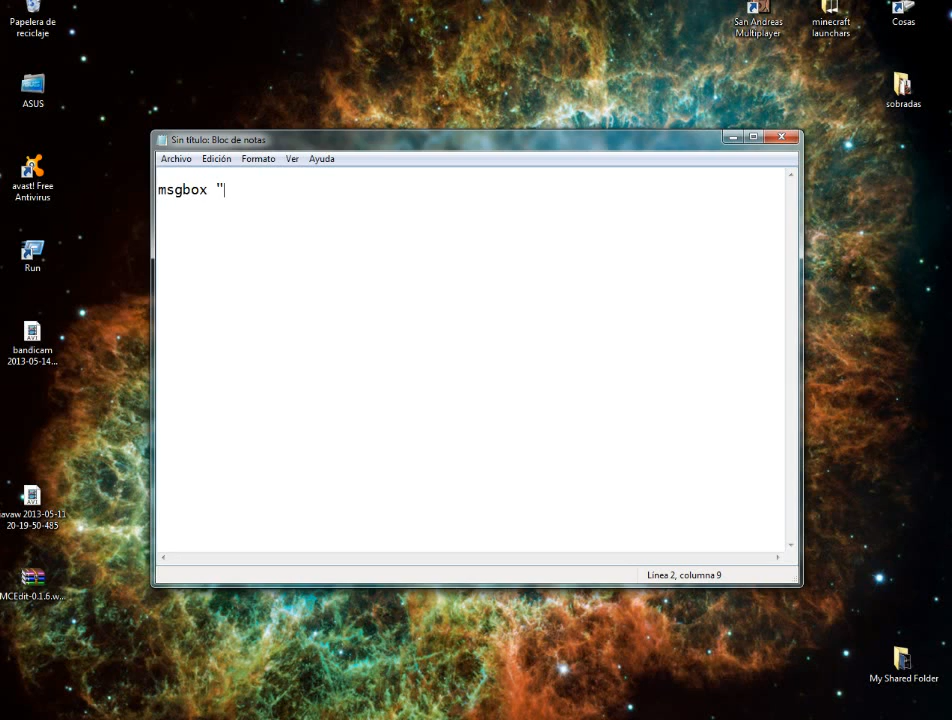 Papelera de
reciclaje
ASUS
avast! Free
Antivirus
Run
bandicam
2013-05-14...
javaw 2013-05-11
20-19-50-485
MCEdit-0.1.6.w...
San Andreas
Multiplayer
minecraft
launchars
Cosas
sobradas
My Shared Folder
Sin título: Bloc de notas
Archivo Edición Formato Ver Ayuda
msgbox "
Línea 2, columna 9